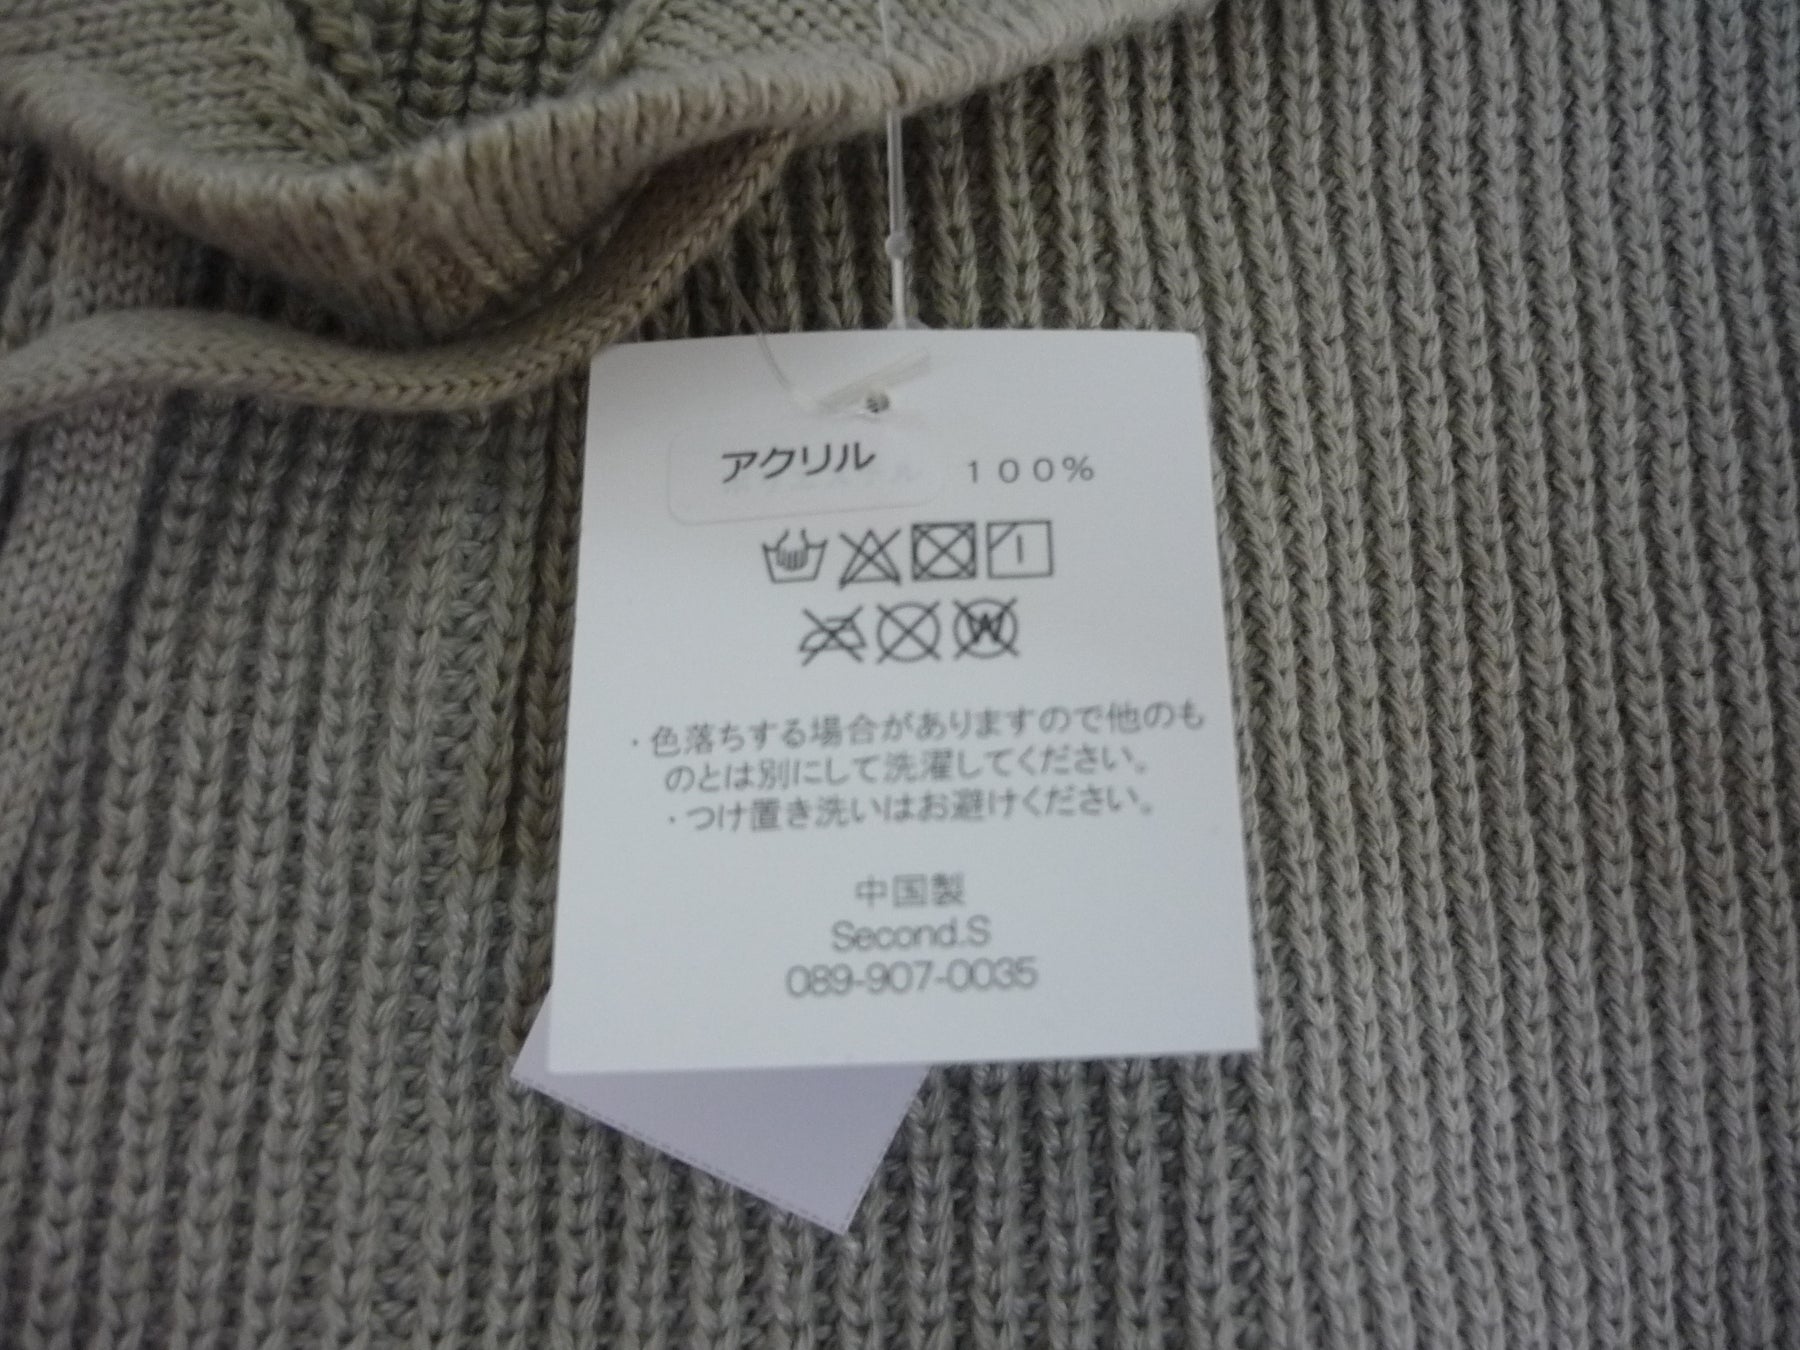 アクリル １００％
・色落ちする場合がありますので他のも
のとは別にして洗濯してください。
・つけ置き洗いはお避けください。
中国製
Second.S
089-907-0035